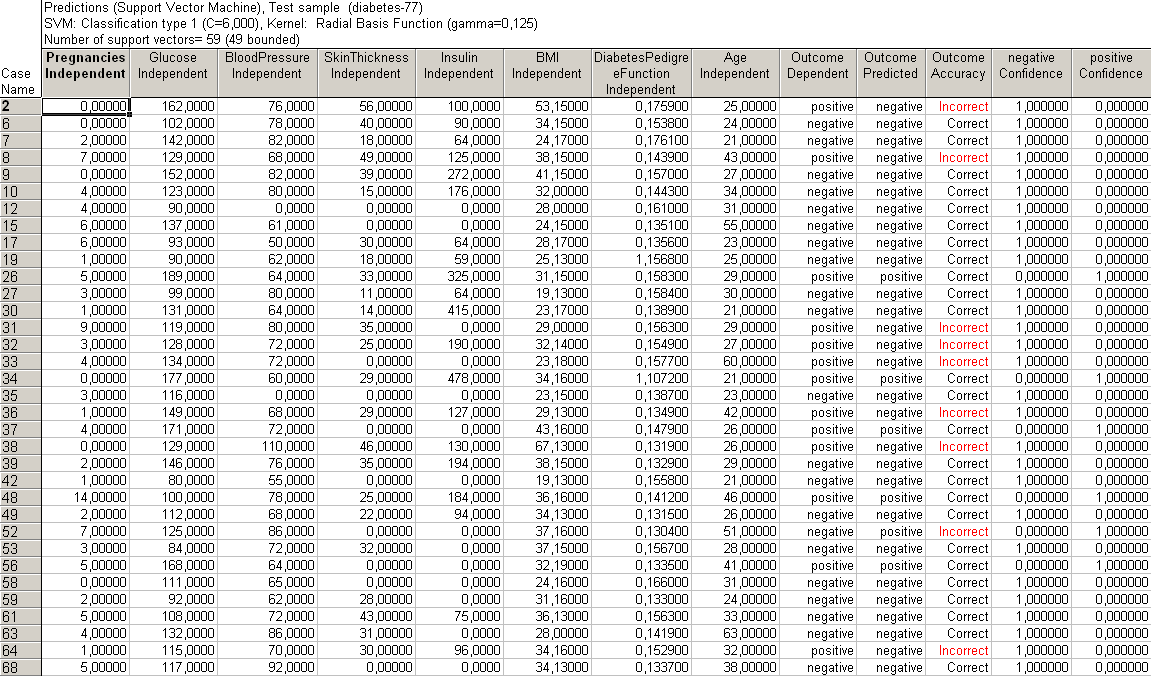 Predictions (Support Vector Machine), Test sample (diabetes-77)
SVM: Classification type 1 (C=6,000), Kernel: Radial Basis Function (gamma=0,125)
Number of support vectors= 59 (49 bounded)
Case Name Pregnancies Independent Glucose Independent BloodPressure Independent SkinThickness Independent Insulin Independent BMI Independent DiabetesPedigreeFunction Independent Age Independent Outcome Dependent Outcome Predicted Outcome Accuracy negative Confidence positive Confidence
2 0,00000 162,0000 76,0000 56,00000 100,0000 53,15000 0,175900 25,00000 positive negative Incorrect 1,000000 0,000000
6 0,00000 102,0000 78,0000 40,00000 90,0000 34,15000 0,153800 24,00000 negative negative Correct 1,000000 0,000000
7 2,00000 142,0000 82,0000 18,00000 64,0000 24,17000 0,176100 21,00000 negative negative Correct 1,000000 0,000000
8 7,00000 129,0000 68,0000 49,00000 125,0000 38,15000 0,143900 43,00000 positive negative Incorrect 1,000000 0,000000
9 0,00000 152,0000 82,0000 39,00000 272,0000 41,15000 0,157000 27,00000 negative negative Correct 1,000000 0,000000
10 4,00000 123,0000 80,0000 15,00000 176,0000 32,00000 0,144300 34,00000 negative negative Correct 1,000000 0,000000
12 4,00000 90,0000 0,0000 0,00000 0,0000 28,00000 0,161000 31,00000 negative negative Correct 1,000000 0,000000
15 6,00000 137,0000 61,0000 0,00000 0,0000 24,15000 0,135100 55,00000 negative negative Correct 1,000000 0,000000
17 6,00000 93,0000 50,0000 30,00000 64,0000 28,17000 0,135600 23,00000 negative negative Correct 1,000000 0,000000
19 1,00000 90,0000 62,0000 18,00000 59,0000 25,13000 1,156800 25,00000 negative negative Correct 1,000000 0,000000
26 5,00000 189,0000 64,0000 33,00000 325,0000 31,15000 0,158300 29,00000 positive positive Correct 0,000000 1,000000
27 3,00000 99,0000 80,0000 11,00000 64,0000 19,13000 0,158400 30,00000 negative negative Correct 1,000000 0,000000
30 1,00000 131,0000 64,0000 14,00000 415,0000 23,17000 0,138900 21,00000 negative negative Correct 1,000000 0,000000
31 9,00000 119,0000 80,0000 35,00000 0,0000 29,00000 0,156300 29,00000 positive negative Incorrect 1,000000 0,000000
32 3,00000 128,0000 72,0000 25,00000 190,0000 32,14000 0,154900 27,00000 positive negative Incorrect 1,000000 0,000000
33 4,00000 134,0000 72,0000 0,00000 0,0000 23,18000 0,157700 60,00000 positive negative Incorrect 1,000000 0,000000
34 0,00000 177,0000 60,0000 29,00000 478,0000 34,16000 1,107200 21,00000 positive positive Correct 0,000000 1,000000
35 3,00000 116,0000 0,0000 0,00000 0,0000 23,15000 0,138700 23,00000 negative negative Correct 1,000000 0,000000
36 1,00000 149,0000 68,0000 29,00000 127,0000 29,13000 0,134900 42,00000 positive negative Incorrect 1,000000 0,000000
37 4,00000 171,0000 72,0000 0,00000 0,0000 43,16000 0,147900 26,00000 positive positive Correct 0,000000 1,000000
38 0,00000 129,0000 110,0000 46,00000 130,0000 67,13000 0,131900 26,00000 positive negative Incorrect 1,000000 0,000000
39 2,00000 146,0000 76,0000 35,00000 194,0000 38,15000 0,132900 29,00000 negative negative Correct 1,000000 0,000000
42 1,00000 80,0000 55,0000 0,00000 0,0000 19,13000 0,155800 21,00000 negative negative Correct 1,000000 0,000000
48 14,00000 100,0000 78,0000 25,00000 184,0000 36,16000 0,141200 46,00000 positive positive Correct 0,000000 1,000000
49 2,00000 112,0000 68,0000 22,00000 94,0000 34,13000 0,131500 26,00000 negative negative Correct 1,000000 0,000000
52 7,00000 125,0000 86,0000 0,00000 0,0000 37,16000 0,130400 51,00000 negative positive Incorrect 0,000000 1,000000
53 3,00000 84,0000 72,0000 32,00000 0,0000 37,15000 0,156700 28,00000 negative negative Correct 1,000000 0,000000
56 5,00000 168,0000 64,0000 0,00000 0,0000 32,19000 0,133500 41,00000 positive positive Correct 0,000000 1,000000
58 0,00000 111,0000 65,0000 0,00000 0,0000 24,16000 0,166000 31,00000 negative negative Correct 1,000000 0,000000
59 2,00000 92,0000 62,0000 28,00000 0,0000 31,16000 0,133000 24,00000 negative negative Correct 1,000000 0,000000
61 5,00000 108,0000 72,0000 43,00000 75,0000 36,13000 0,156300 33,00000 negative negative Correct 1,000000 0,000000
63 4,00000 132,0000 86,0000 31,00000 0,0000 28,00000 0,141900 63,00000 negative negative Correct 1,000000 0,000000
64 1,00000 115,0000 70,0000 30,00000 96,0000 34,16000 0,152900 32,00000 positive negative Incorrect 1,000000 0,000000
68 5,00000 117,0000 92,0000 0,00000 0,0000 34,13000 0,133700 38,00000 negative negative Correct 1,000000 0,000000